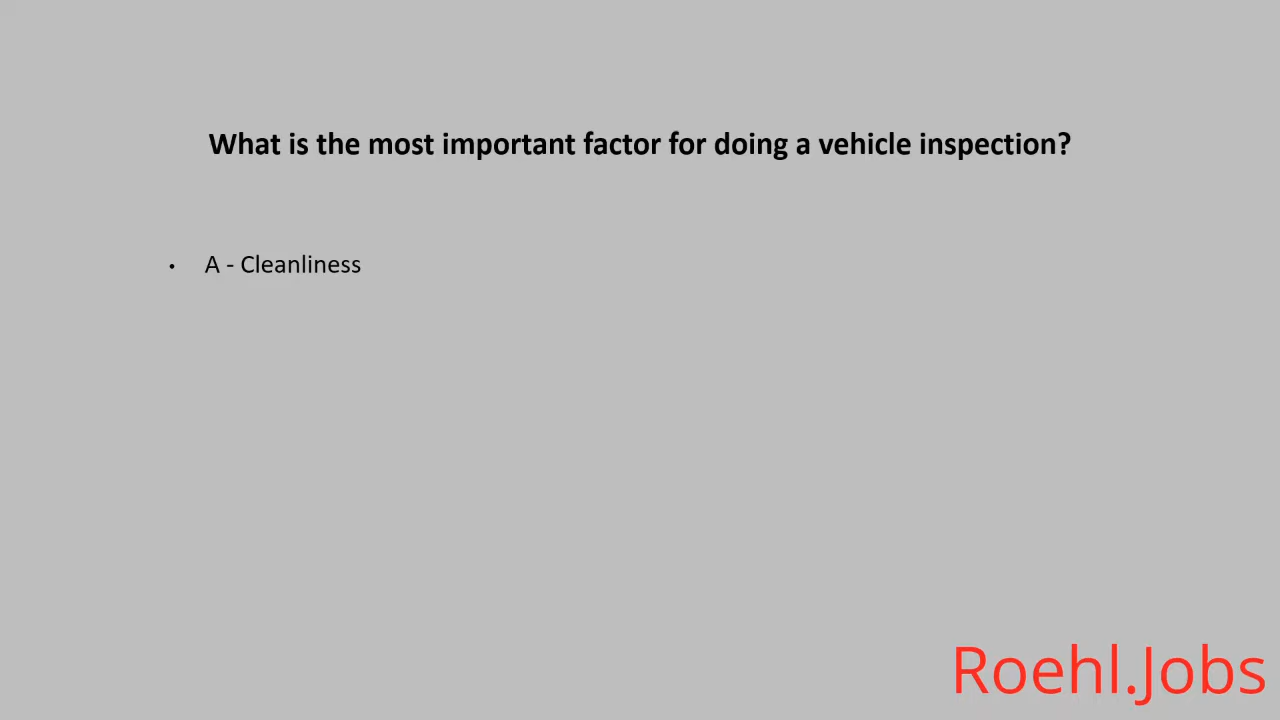 What is the most important factor for doing a vehicle inspection?
• A - Cleanliness
Roehl.Jobs